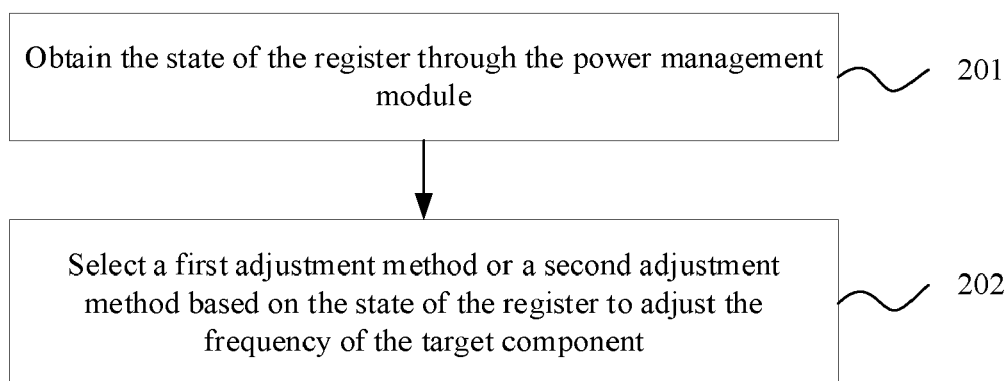 Obtain the state of the register through the power management
module
201
Select a first adjustment method or a second adjustment
method based on the state of the register to adjust the
frequency of the target component
202